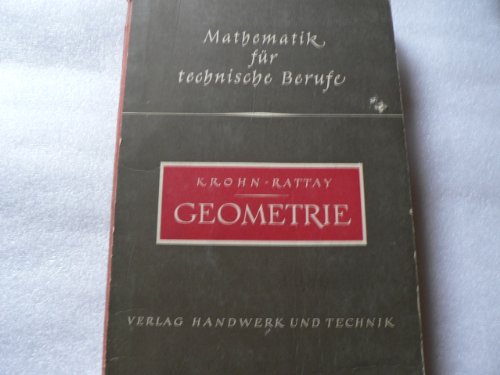 Mathematik
für
technische Berufe
KROHN-RATTAY
GEOMETRIE
VERLAG HANDWERK UND TECHNIK